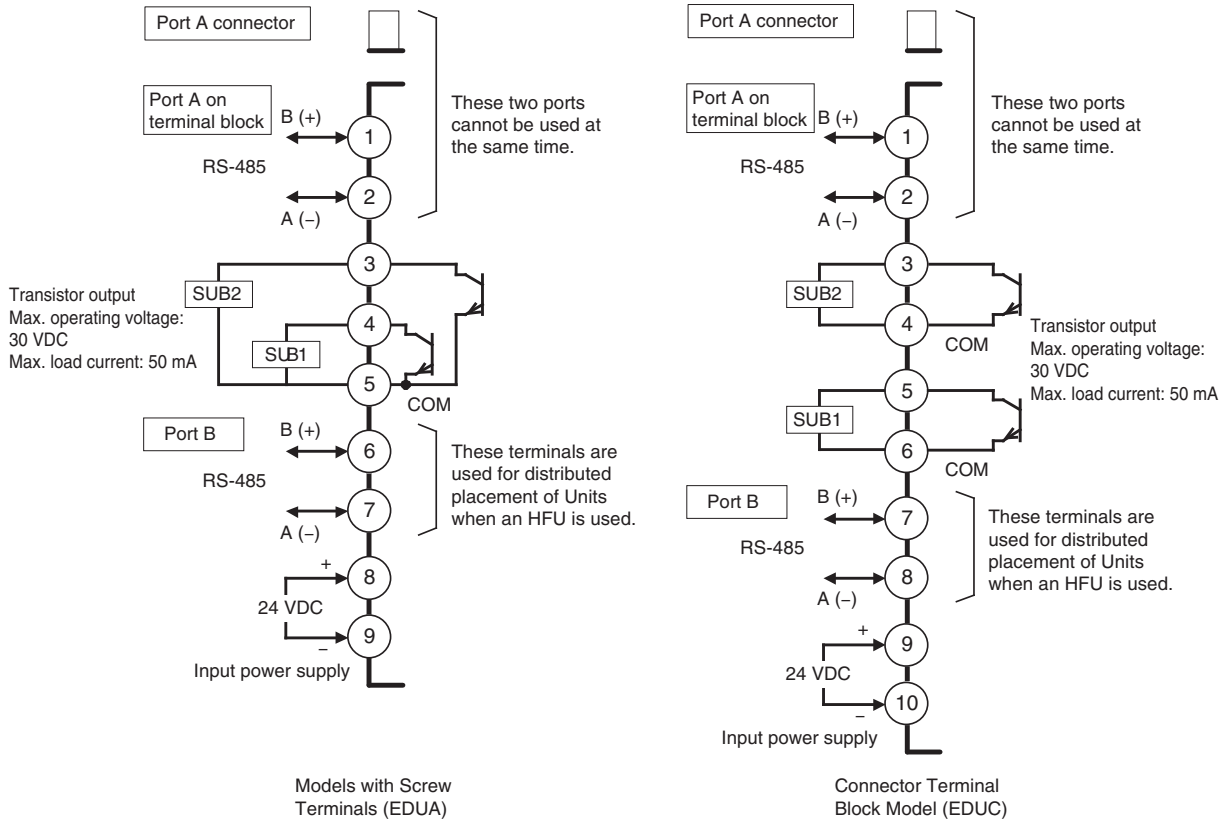 Port A connector
Port A on
terminal block
B (+)
1
RS-485
2
A (−)
These two ports
cannot be used at
the same time.
3
SUB2
Transistor output
Max. operating voltage:
30 VDC
Max. load current: 50 mA
4
SUB1
5
COM
Port B
B (+)
6
RS-485
7
A (−)
These terminals are
used for distributed
placement of Units
when an HFU is used.
+
8
24 VDC
−
9
Input power supply
Models with Screw
Terminals (EDUA)
Port A connector
Port A on
terminal block
B (+)
1
RS-485
2
A (−)
These two ports
cannot be used at
the same time.
3
SUB2
4
COM
Transistor output
Max. operating voltage:
30 VDC
Max. load current: 50 mA
5
SUB1
6
COM
Port B
B (+)
7
RS-485
8
A (−)
These terminals are
used for distributed
placement of Units
when an HFU is used.
+
9
24 VDC
−
10
Input power supply
Connector Terminal
Block Model (EDUC)